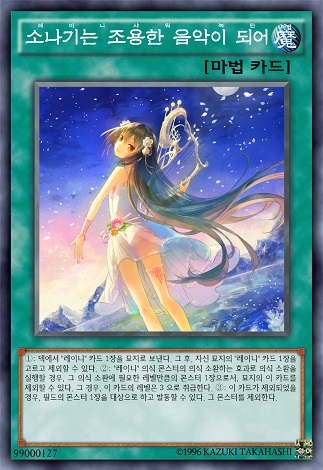 레이니샤워녹턴
소나기는 조용한 음악이 되어
魔
[마법 카드]
①: 덱에서 "레이니" 카드 1장을 묘지로 보낸다. 그 후, 자신 묘지의 "레이니" 카드 1장을
고르고 제외할 수 있다. ②: "레이니" 의식 몬스터의 의식 소환하는 효과로 의식 소환을
실행할 경우, 그 의식 소환에 필요한 레벨만큼의 몬스터 1장으로서, 묘지의 이 카드를
제외할 수 있다. 그 경우, 이 카드의 레벨은 3 으로 취급한다. ③: 이 카드가 제외되었을
경우, 필드의 몬스터 1장을 대상으로 하고 발동할 수 있다. 그 몬스터를 제외한다.
99000127
©1996 KAZUKI TAKAHASHI